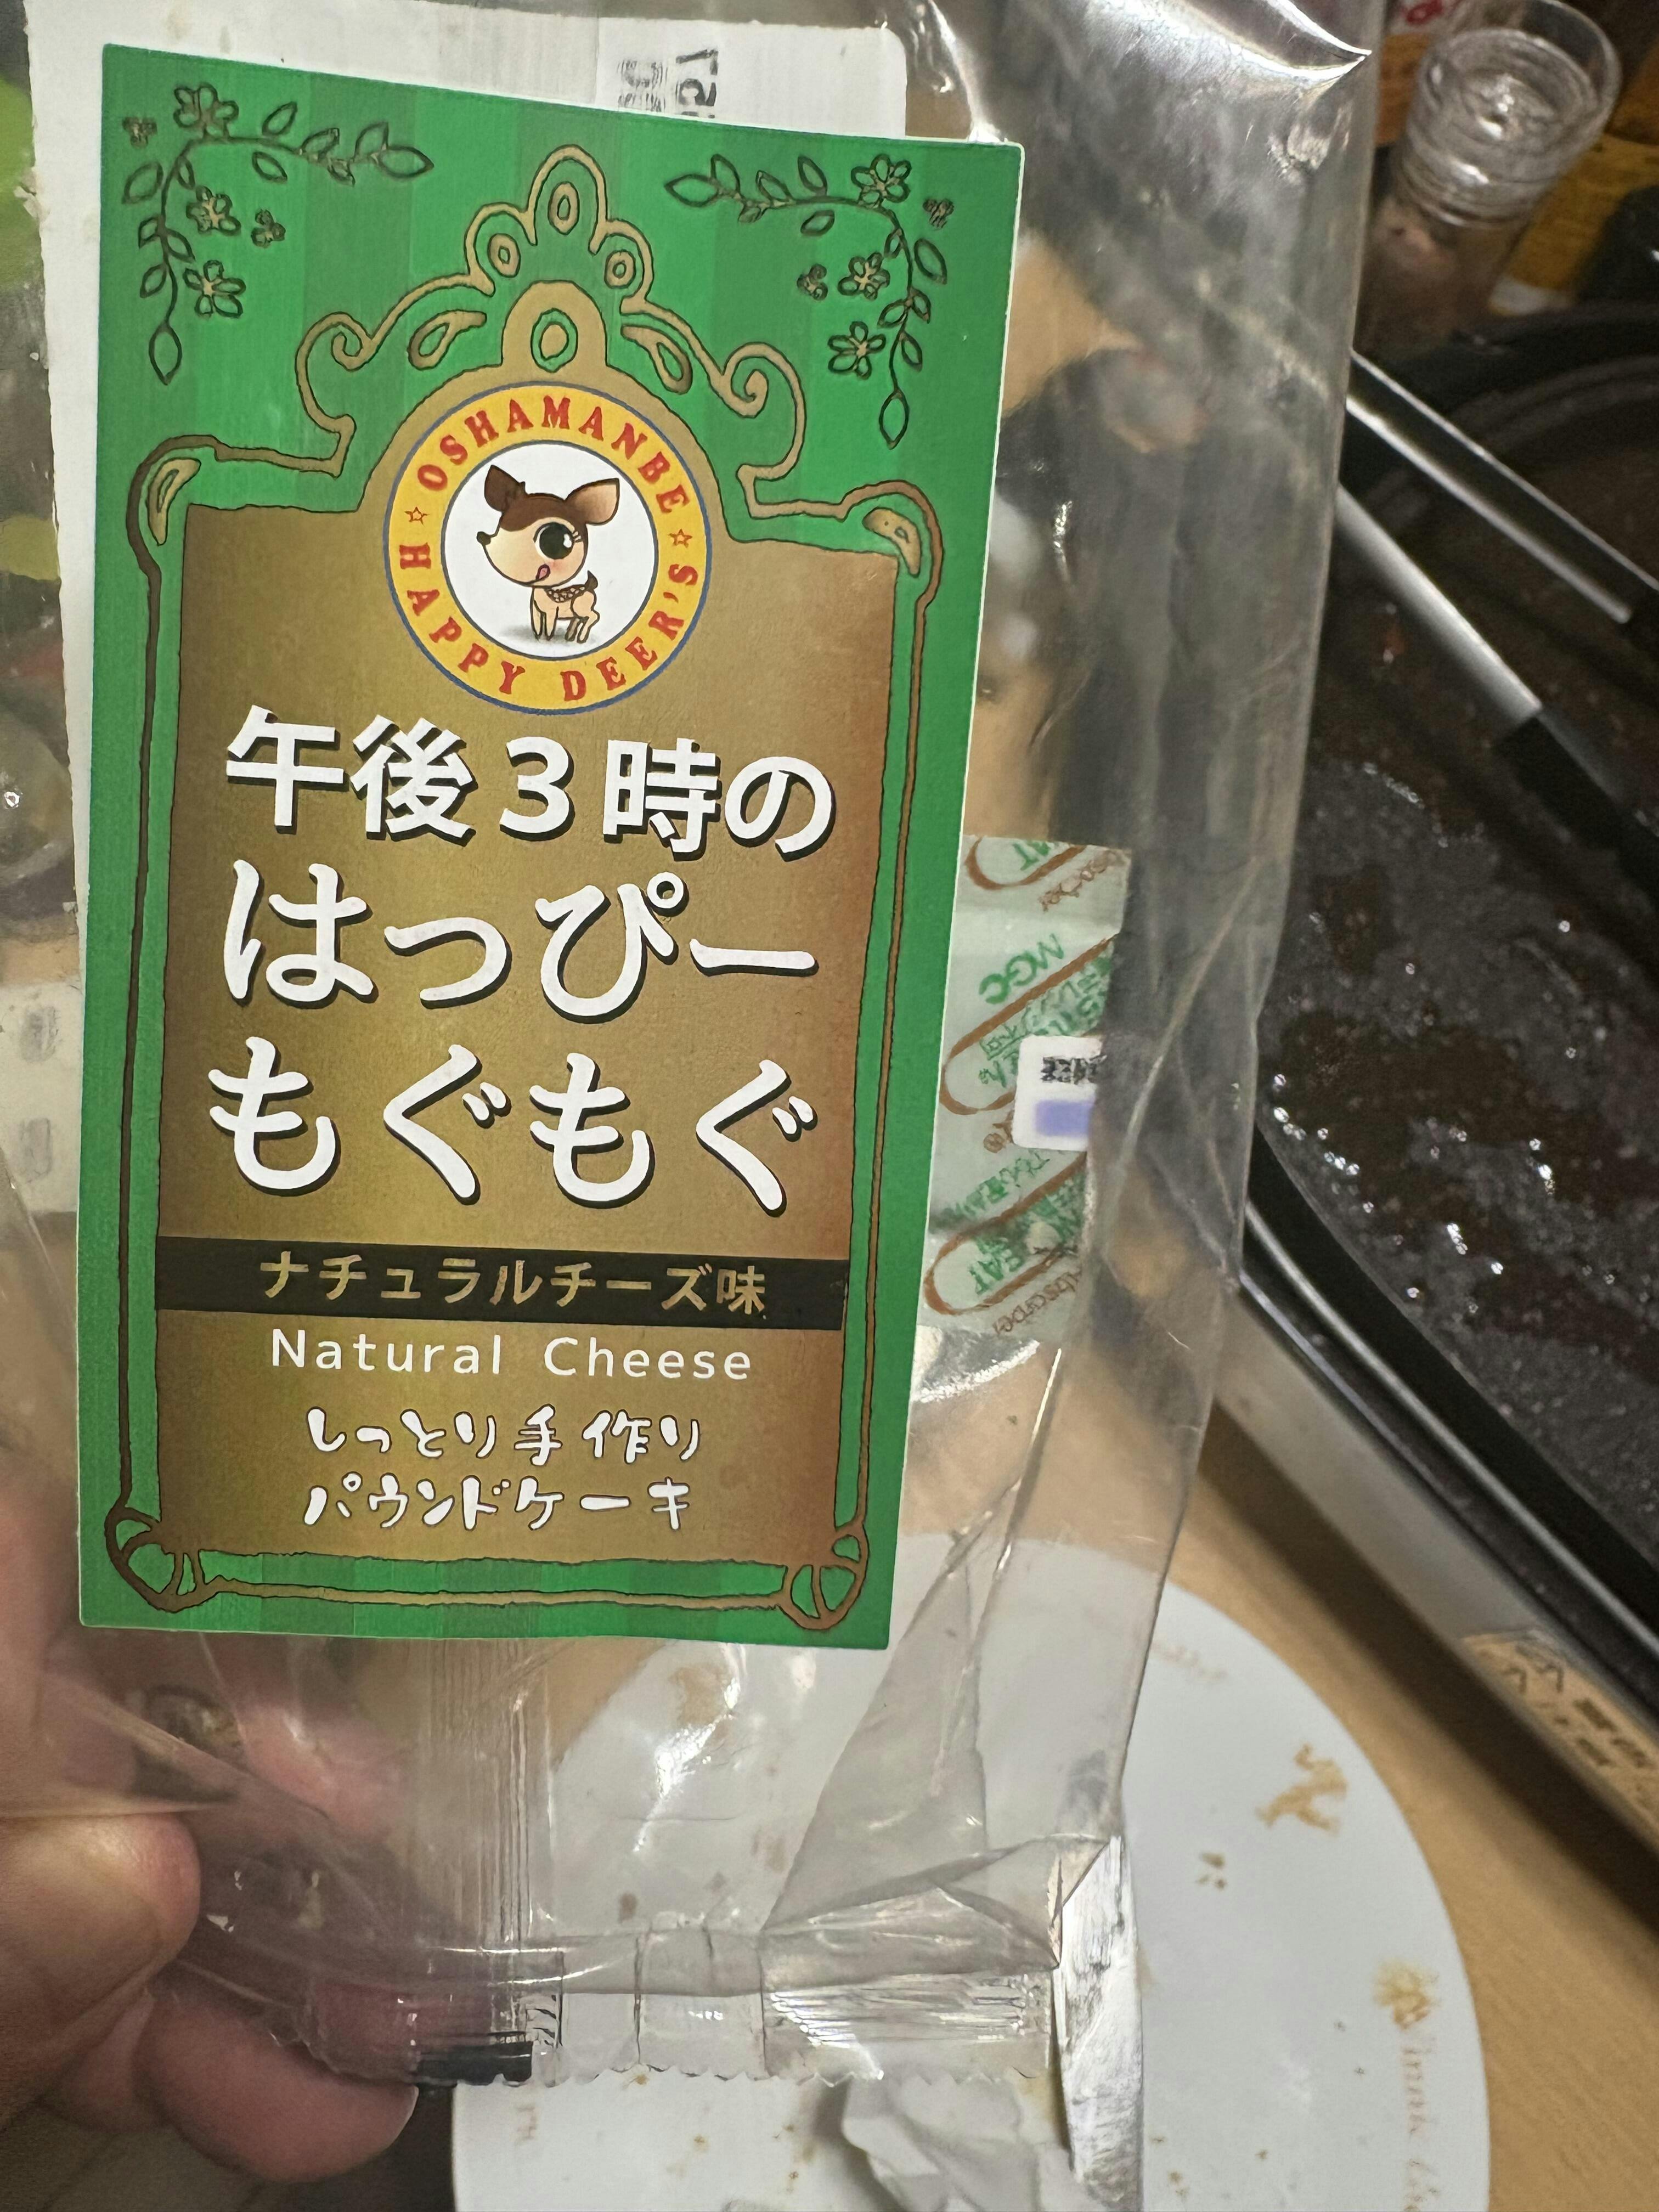 OSHAMANBE
HAPPY DEER'S
午後3時の
はっぴー
もぐもぐ
ナチュラルチーズ味
Natural Cheese
しっとり手作り
パウンドケーキ
MGC